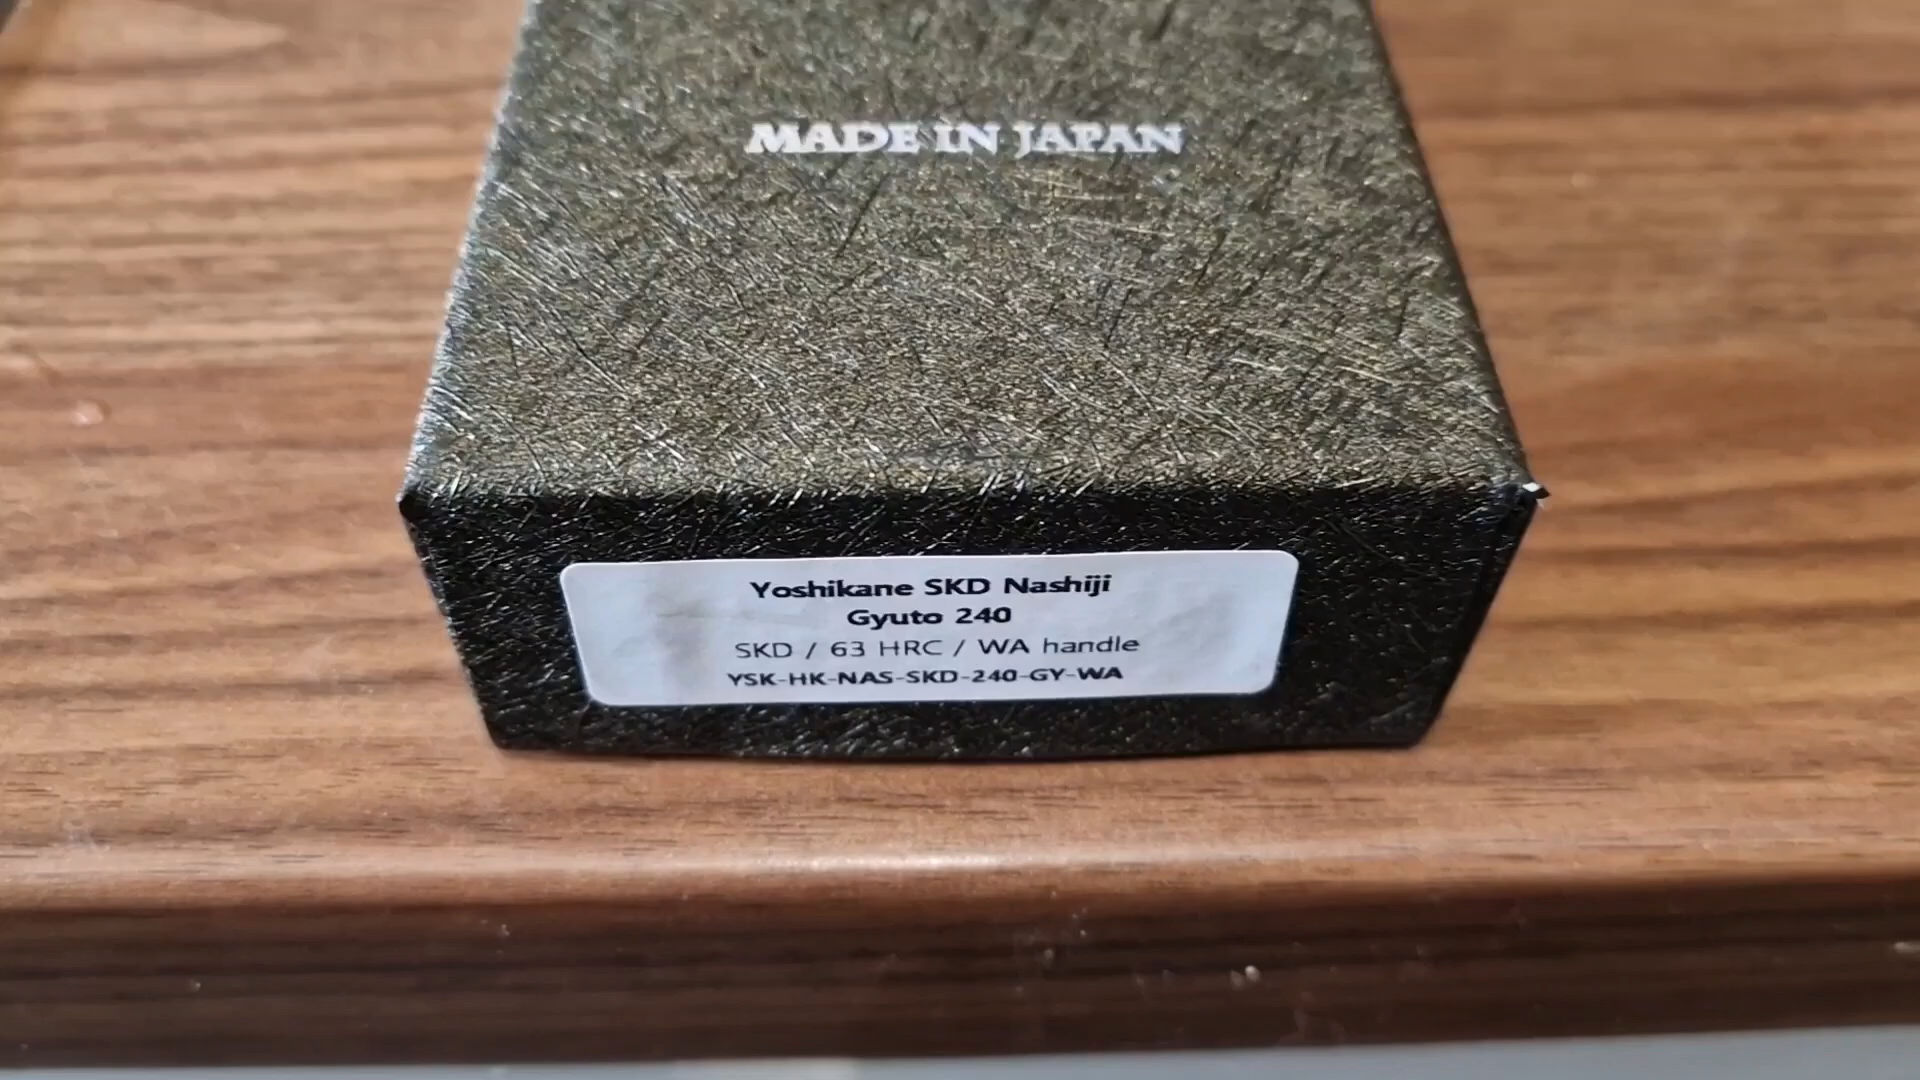 MADE IN JAPAN
Yoshikane SKD Nashiji
Gyuto 240
SKD / 63 HRC / WA handle
YSK-HK-NAS-SKD-240-GY-WA